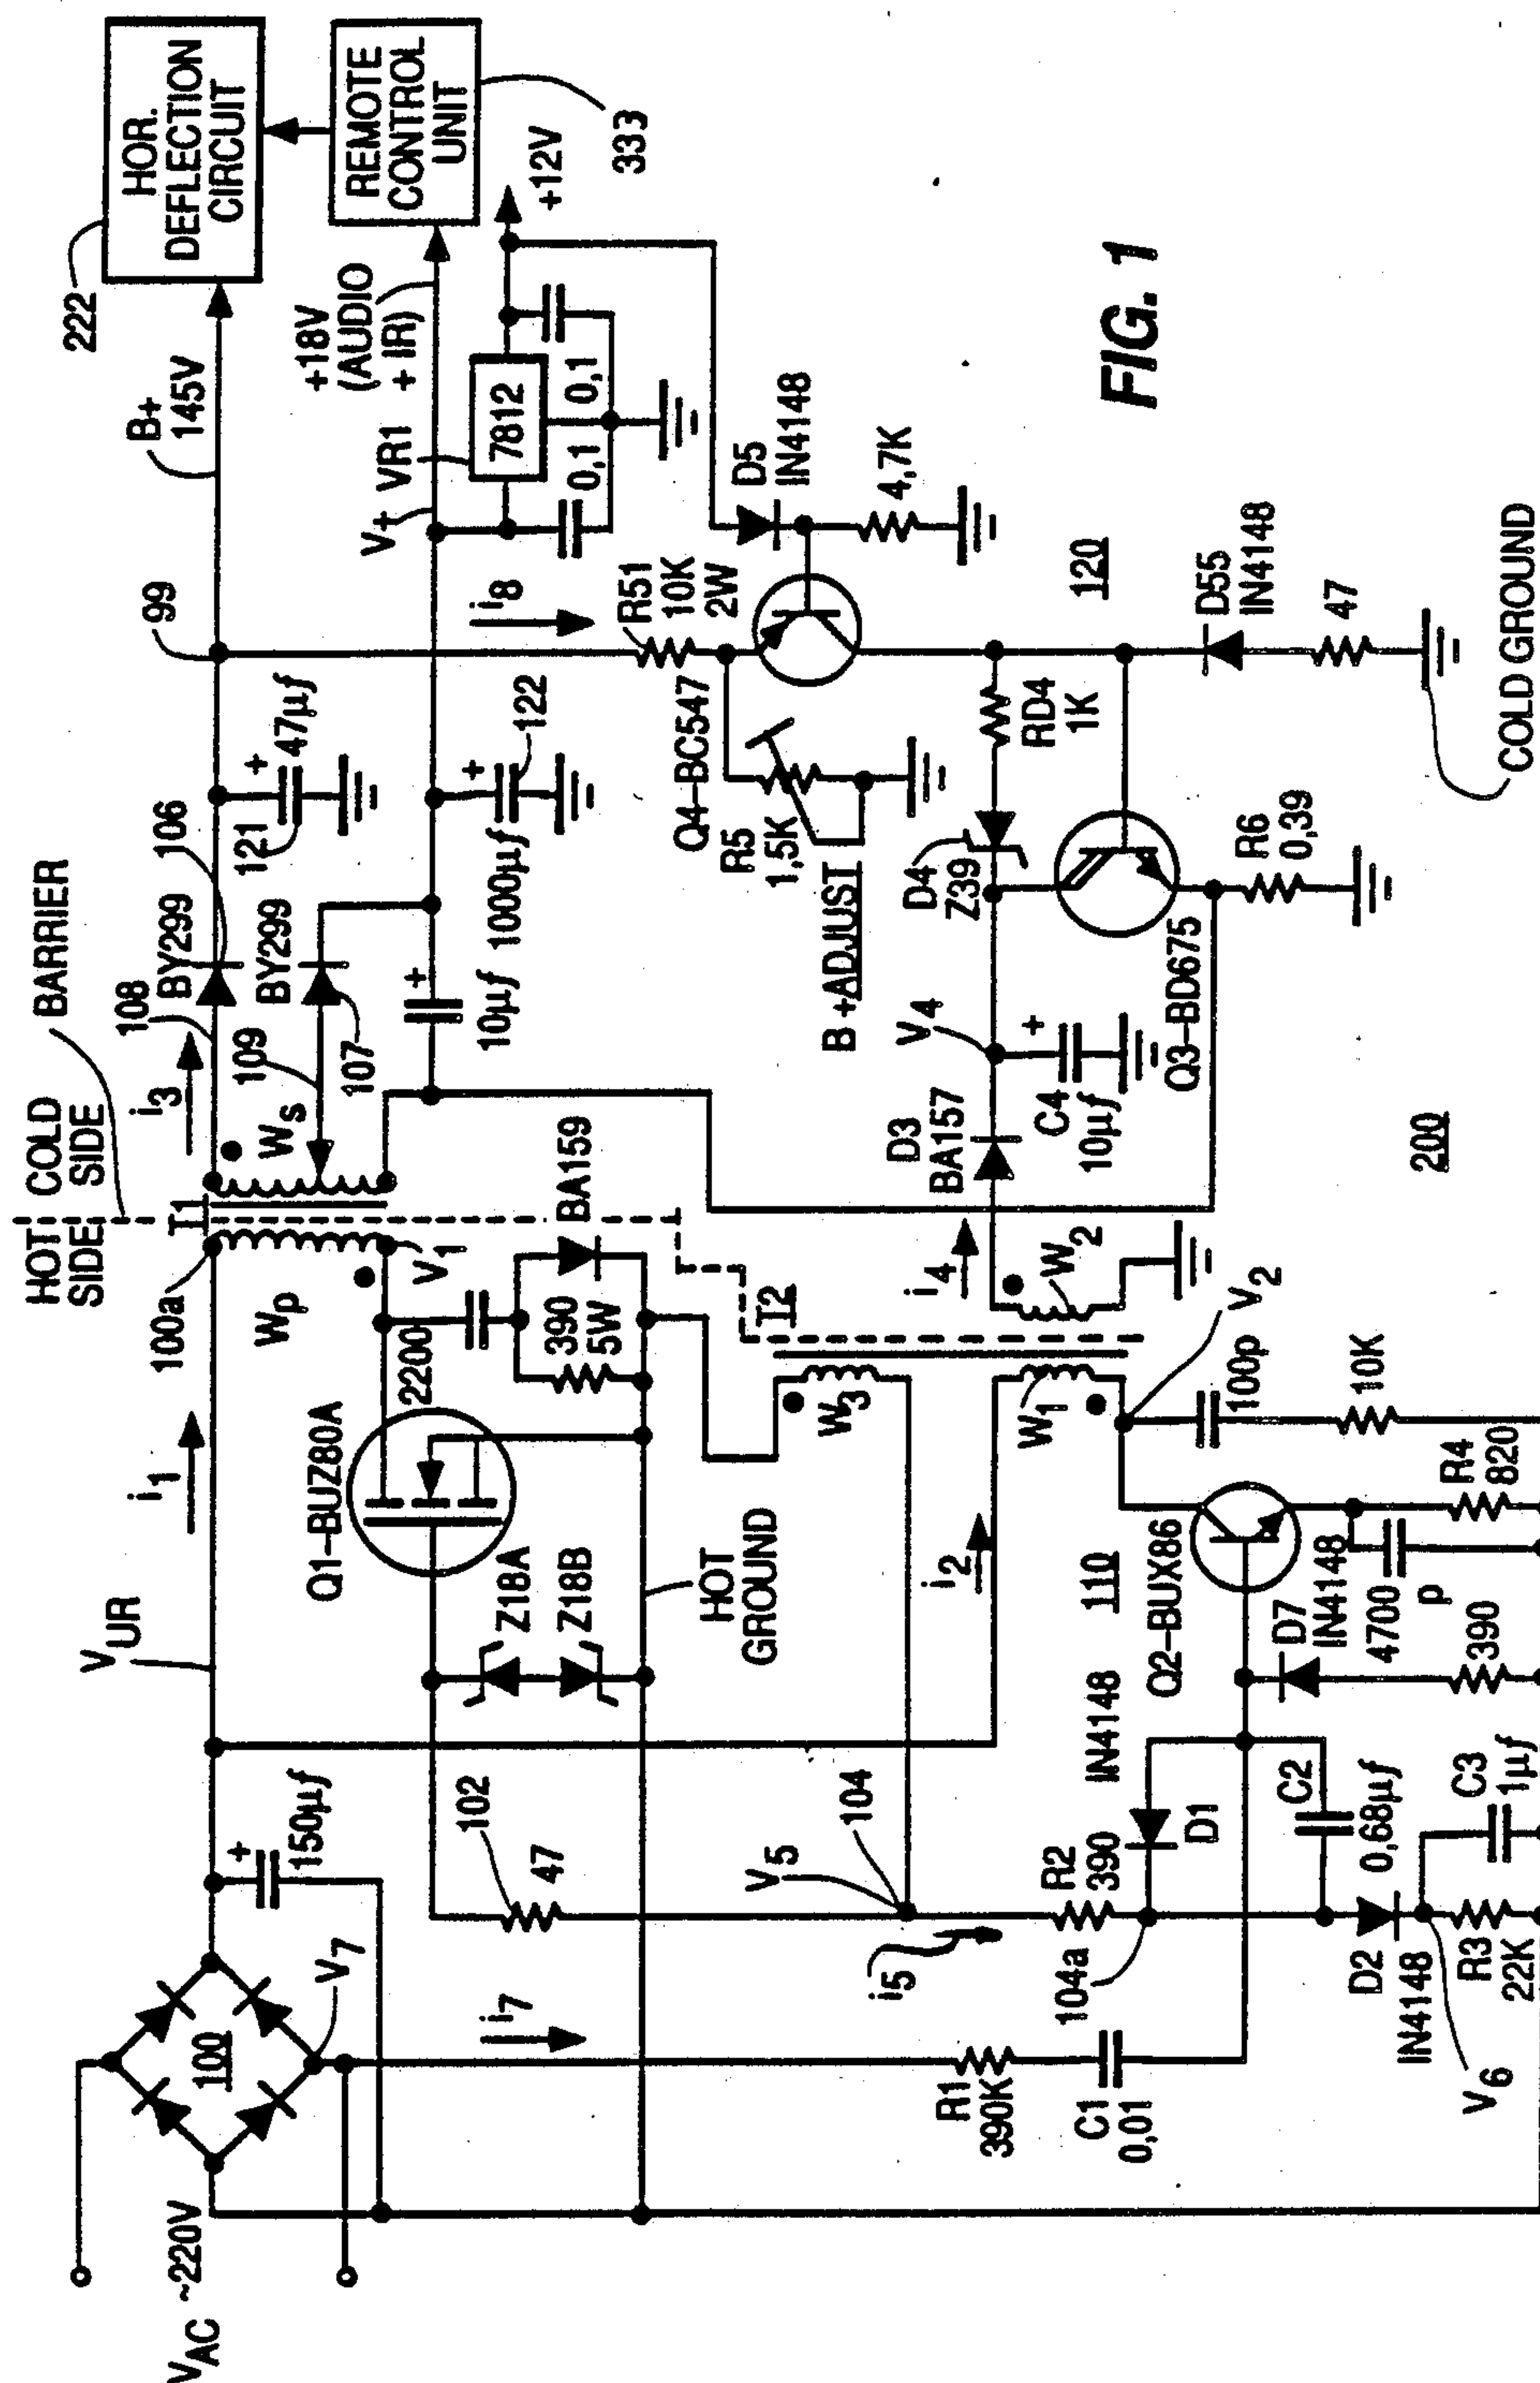 HOR.
DEFLECTION
CIRCUIT
222
REMOTE
CONTROL
UNIT
333
B+
145V
+18V
(AUDIO
+ IR)
+12V
V+
VR1
7812
0,1
0,1
99
i8
R51
10K
2W
D5
IN4148
4,7K
FIG. 1
120
D55
IN4148
47
COLD GROUND
BARRIER
HOT
SIDE
COLD
SIDE
108
BY299
106
121
47µf
i3
109
BY299
107
10µf
1000µf
122
T1
Ws
100a
Wp
V1
Q4–BC547
R5
1,5K
B +ADJUST
RD4
1K
D4
Z39
V4
C4
10µf
D3
BA157
Q3–BD675
R6
0,39
200
i1
Q1–BUZ80A
2200
390
5W
BA159
T2
i4
W2
V2
W3
W1
Z18A
Z18B
HOT
GROUND
i2
VUR
150µf
102
47
V5
104
i5
R2
390
104a
IN4148
D1
110
Q2–BUX86
100p
10K
R4
820
4700
p
D7
IN4148
390
C2
0,68µf
D2
IN4148
C3
1µf
R3
22K
V6
VAC ~220V
100
V7
i7
R1
390K
C1
0,01